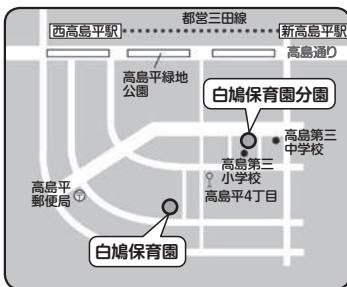 都営三田線
西高島平駅
新高島平駅
高島通り
高島平緑地
公園
白鳩保育園分園
高島第三
中学校
高島第三
小学校
高島平4丁目
高島平
郵便局
白鳩保育園